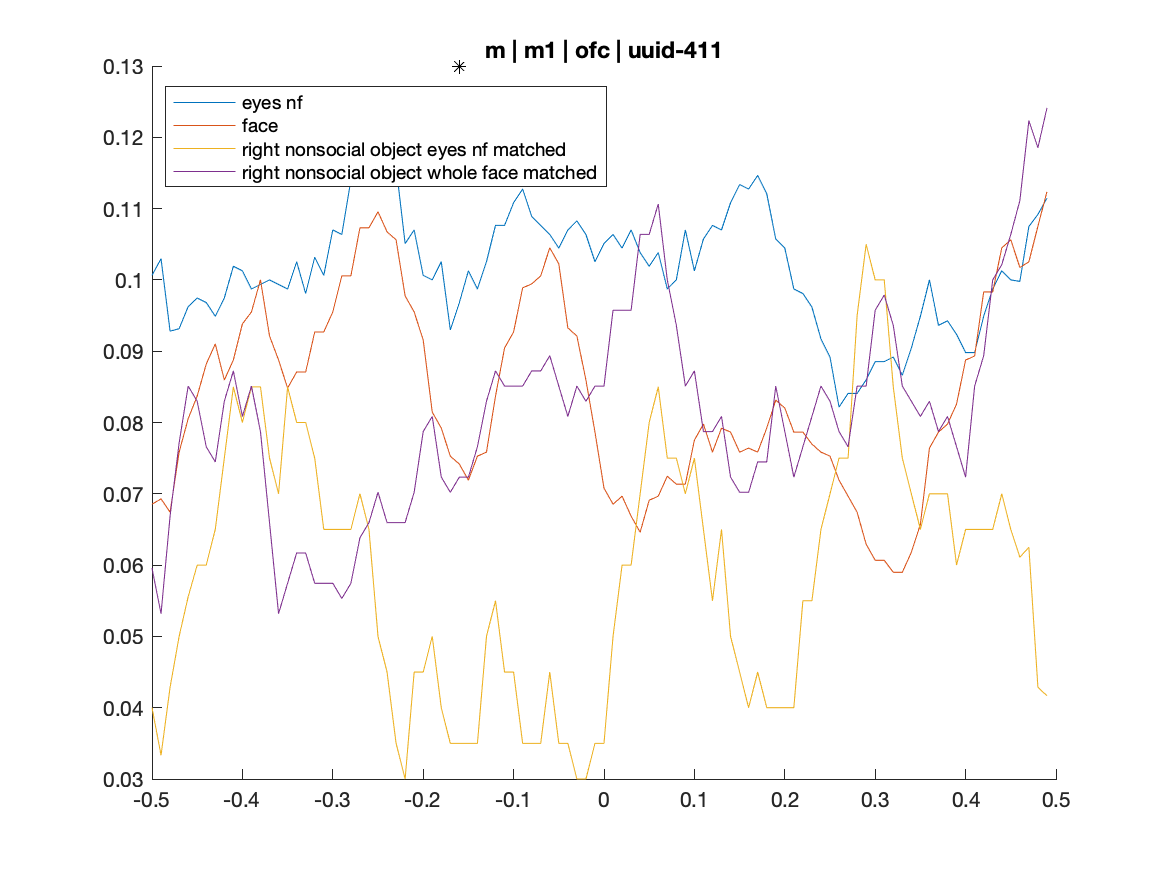 m | m1 | ofc | uuid-411
0.13
eyes nf
face
right nonsocial object eyes nf matched
right nonsocial object whole face matched
0.12
0.11
0.1
0.09
0.08
0.07
0.06
0.05
0.04
0.03
-0.5 -0.4 -0.3 -0.2 -0.1 0 0.1 0.2 0.3 0.4 0.5